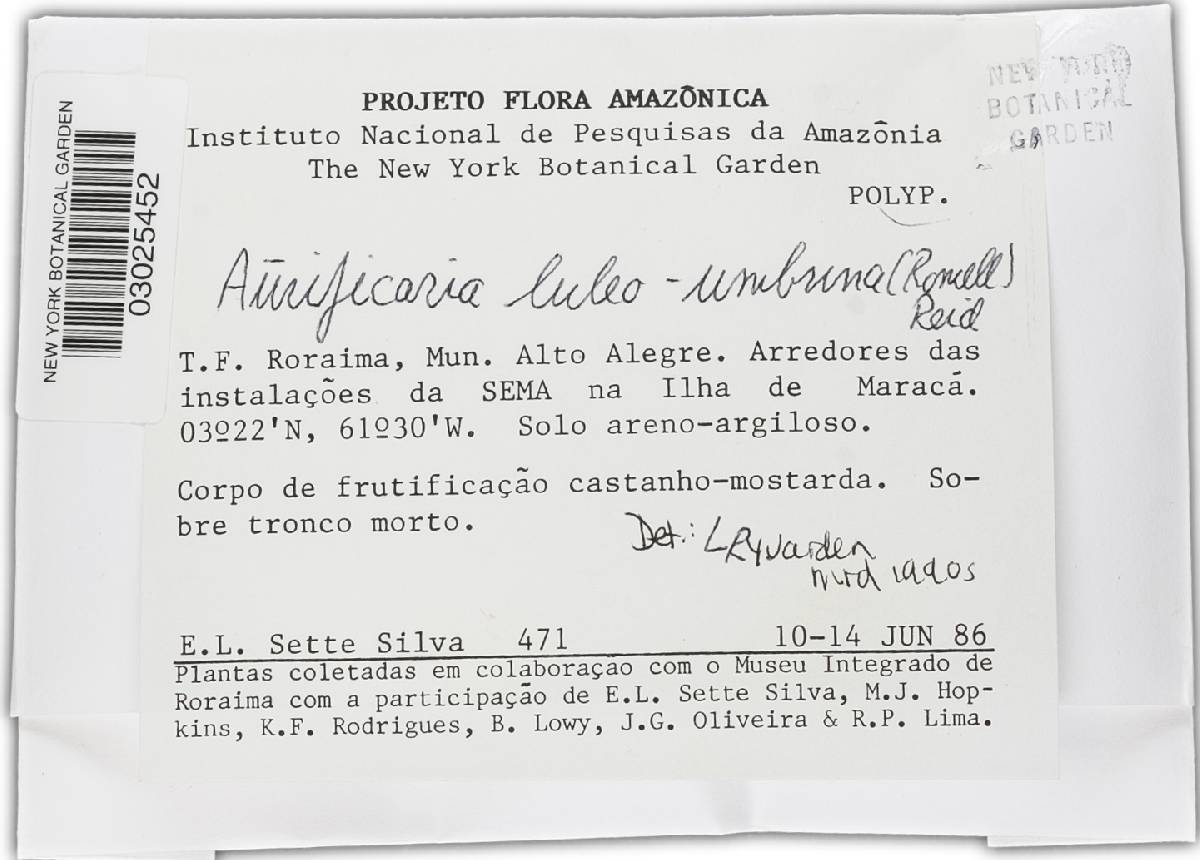 NEW YORK BOTANICAL GARDEN
03025452
NEW YORK
BOTANICAL
GARDEN
PROJETO FLORA AMAZÔNICA
Instituto Nacional de Pesquisas da Amazônia
The New York Botanical Garden
POLYP.
Aurificaria luteo-umbrina (Romell)
Reid
T.F. Roraima, Mun. Alto Alegre. Arredores das
instalações da SEMA na Ilha de Maracá.
03º22'N, 61º30'W. Solo areno-argiloso.
Corpo de frutificação castanho-mostarda. So-
bre tronco morto.
Det.: L Ryvarden
E.L. Sette Silva 471 10-14 JUN 86
Plantas coletadas em colaboraçao com o Museu Integrado de
Roraima com a participação de E.L. Sette Silva, M.J. Hop-
kins, K.F. Rodrigues, B. Lowy, J.G. Oliveira & R.P. Lima.